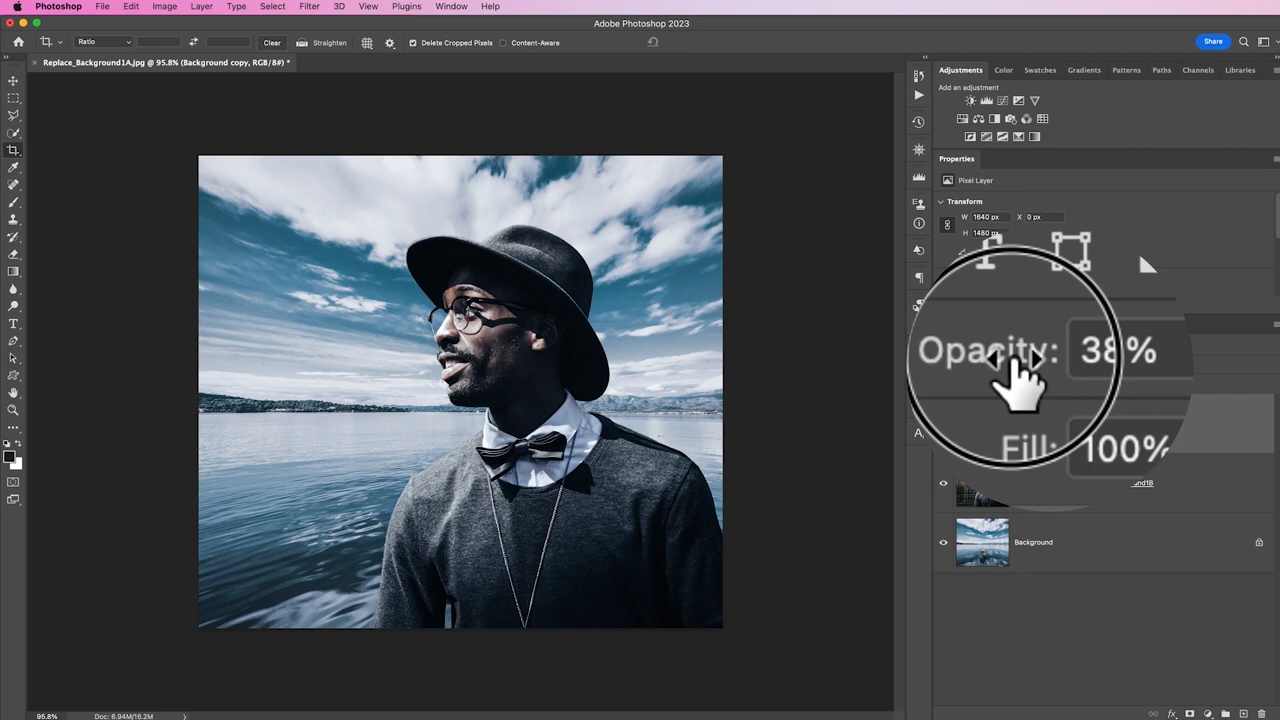 Photoshop File Edit Image Layer Type Select Filter 3D View Plugins Window Help
Adobe Photoshop 2023
Ratio Clear Straighten Delete Cropped Pixels Content-Aware Share
Replace_Background1A.jpg @ 95.8% (Background copy, RGB/8#) *
Adjustments Color Swatches Gradients Patterns Paths Channels Libraries
Add an adjustment
Properties
Pixel Layer
Transform
W 1640 px X 0 px
H 1480 px
Opacity: 38%
Fill: 100%
und1B
Background
95.8% Doc: 6.94M/16.2M